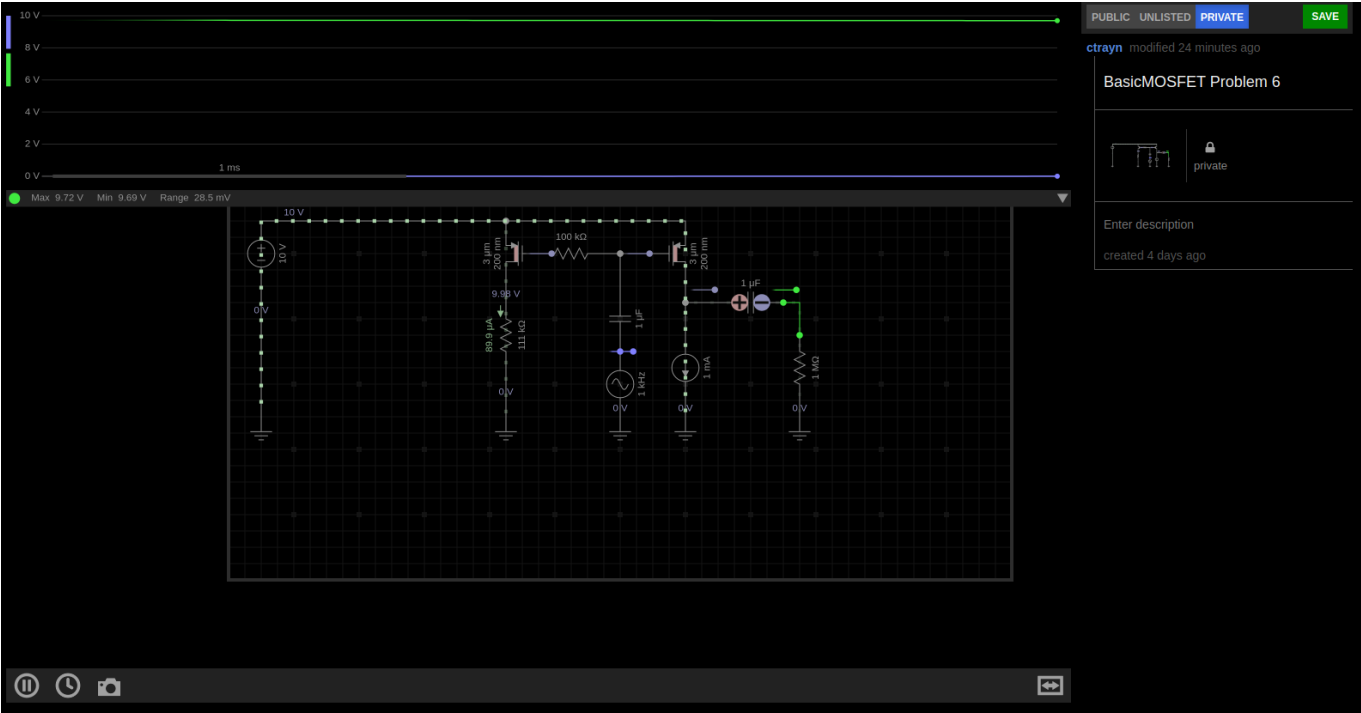 10 V
8 V
6 V
4 V
2 V
0 V
1 ms
Max 9.72 V Min 9.69 V Range 28.5 mV
10 V
10 V
0 V
3 µm
200 nm
100 kΩ
3 µm
200 nm
9.98 V
89.9 µA
111 kΩ
0 V
1 µF
1 kHz
0 V
1 mA
0 V
1 µF
1 MΩ
0 V
PUBLIC UNLISTED PRIVATE
SAVE
ctrayn modified 24 minutes ago
BasicMOSFET Problem 6
private
Enter description
created 4 days ago